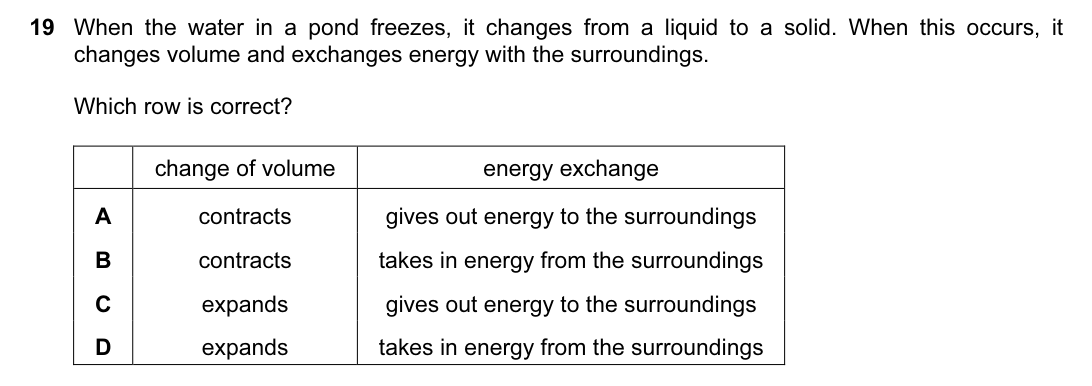 19 When the water in a pond freezes, it changes from a liquid to a solid. When this occurs, it
changes volume and exchanges energy with the surroundings.
Which row is correct?
change of volume energy exchange
A contracts gives out energy to the surroundings
B contracts takes in energy from the surroundings
C expands gives out energy to the surroundings
D expands takes in energy from the surroundings